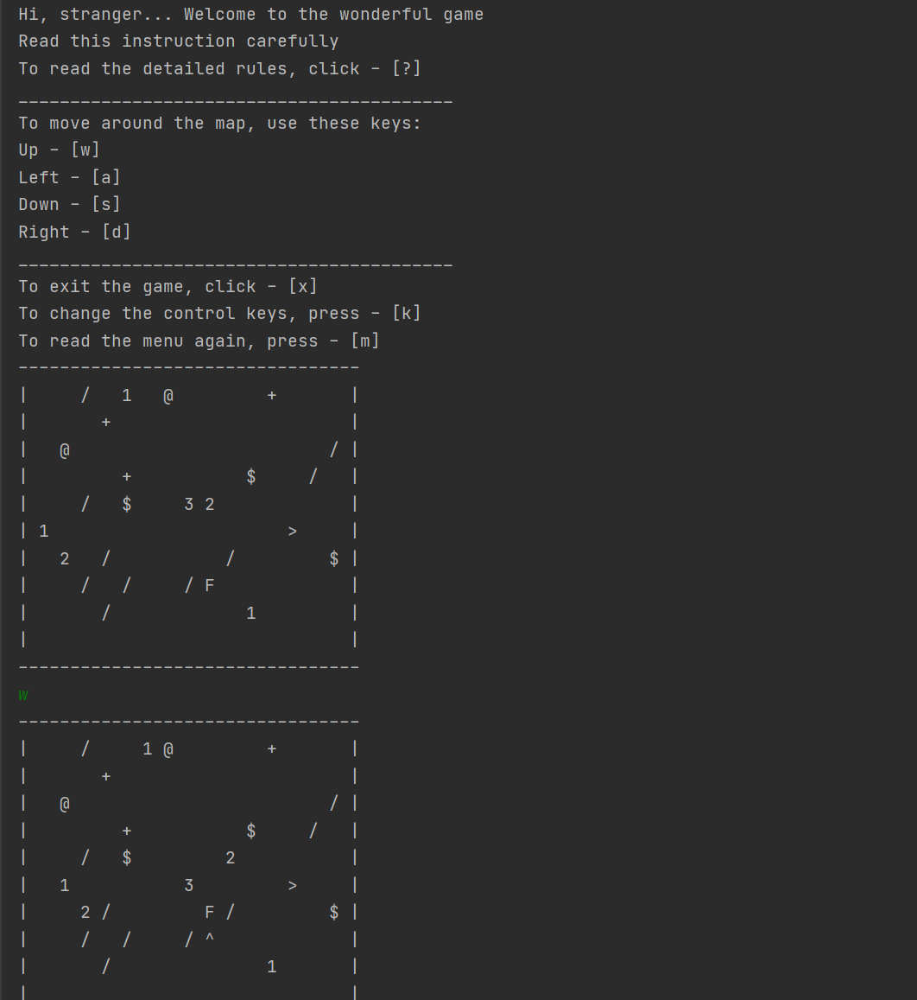 Hi, stranger... Welcome to the wonderful game
Read this instruction carefully
To read the detailed rules, click - [?]
__________________________________________
To move around the map, use these keys:
Up - [w]
Left - [a]
Down - [s]
Right - [d]
__________________________________________
To exit the game, click - [x]
To change the control keys, press - [k]
To read the menu again, press - [m]
---------------------------------
|     /   1   @         +       |
|       +                       |
|   @                         / |
|         +           $     /   |
|     /   $     3 2             |
| 1                       >     |
|   2   /           /         $ |
|     /   /     / F             |
|       /             1         |
|                               |
---------------------------------
w
---------------------------------
|     /     1 @         +       |
|       +                       |
|   @                         / |
|         +           $     /   |
|     /   $         2           |
|   1           3         >     |
|     2 /         F /         $ |
|     /   /     / ^             |
|       /               1       |
|                               |